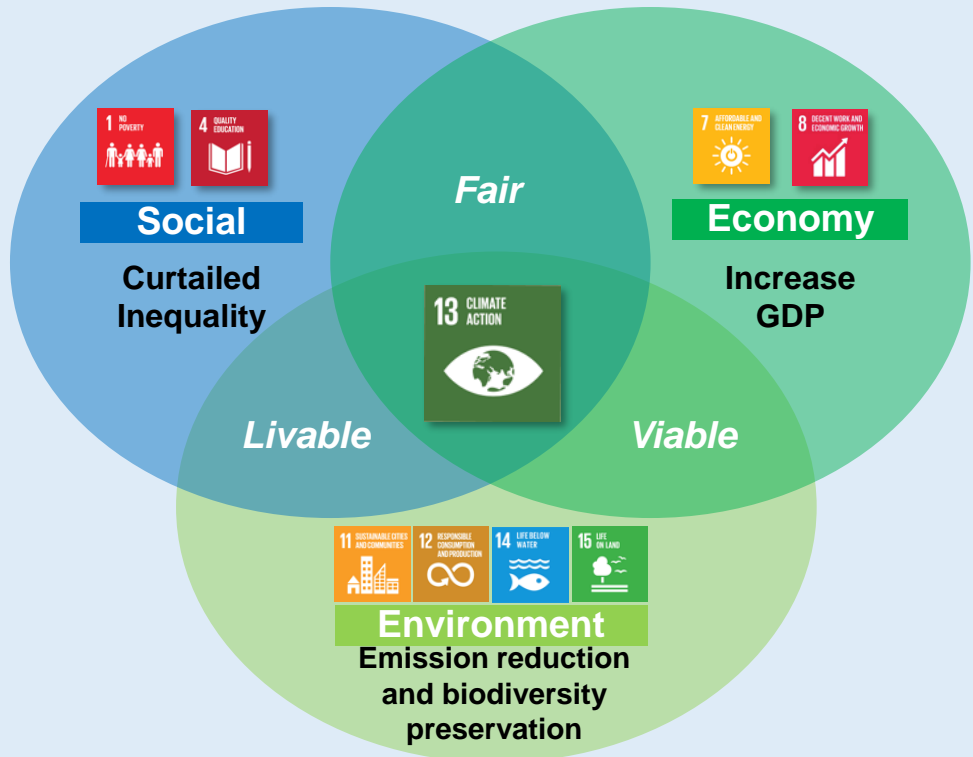 1 NO
POVERTY
4 QUALITY
EDUCATION
Social
Curtailed
Inequality
Fair
7 AFFORDABLE AND
CLEAN ENERGY
8 DECENT WORK AND
ECONOMIC GROWTH
Economy
Increase
GDP
13 CLIMATE
ACTION
Livable
Viable
11 SUSTAINABLE CITIES
AND COMMUNITIES
12 RESPONSIBLE
CONSUMPTION
AND PRODUCTION
14 LIFE BELOW
WATER
15 LIFE
ON LAND
Environment
Emission reduction
and biodiversity
preservation